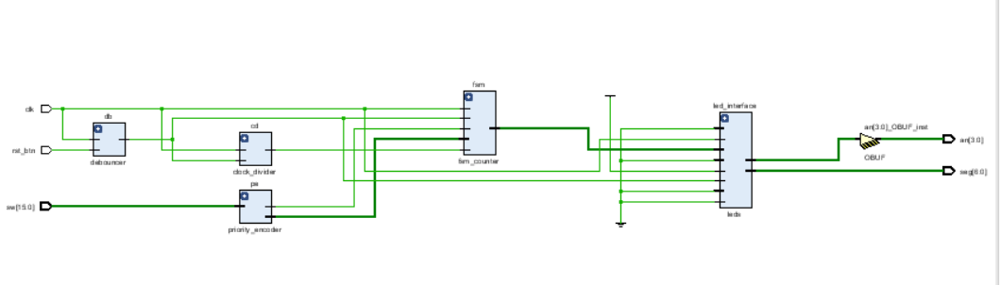 fsm
led_interface
clk
db
cd
an[3:0]_OBUF_inst
an[3:0]
rst_btn
debouncer
clock_divider
fsm_counter
OBUF
seg[6:0]
pe
sw[15:0]
leds
priority_encoder